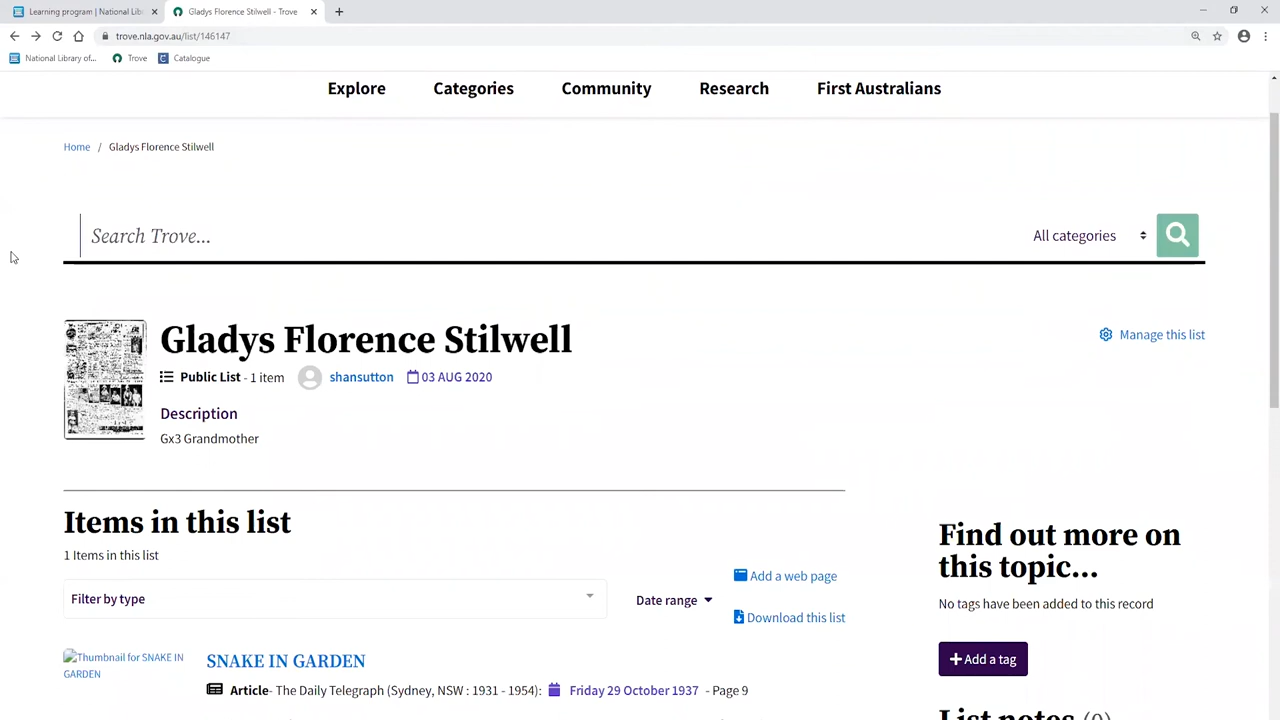 Learning program | National Lib
Gladys Florence Stilwell - Trove
trove.nla.gov.au/list/146147
National Library of...
Trove
Catalogue
Explore
Categories
Community
Research
First Australians
Home / Gladys Florence Stilwell
Search Trove...
All categories
Gladys Florence Stilwell
Manage this list
Public List - 1 item
shansutton
03 AUG 2020
Description
Gx3 Grandmother
Items in this list
1 Items in this list
Filter by type
Date range
Add a web page
Download this list
Find out more on
this topic...
No tags have been added to this record
+ Add a tag
Thumbnail for SNAKE IN
GARDEN
SNAKE IN GARDEN
Article- The Daily Telegraph (Sydney, NSW : 1931 - 1954): Friday 29 October 1937 - Page 9
List notes (0)